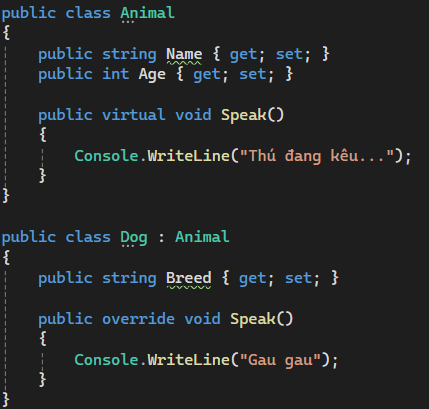 public class Animal
{
    public string Name { get; set; }
    public int Age { get; set; }
    public virtual void Speak()
    {
        Console.WriteLine("Thú đang kêu...");
    }
}
public class Dog : Animal
{
    public string Breed { get; set; }
    public override void Speak()
    {
        Console.WriteLine("Gau gau");
    }
}